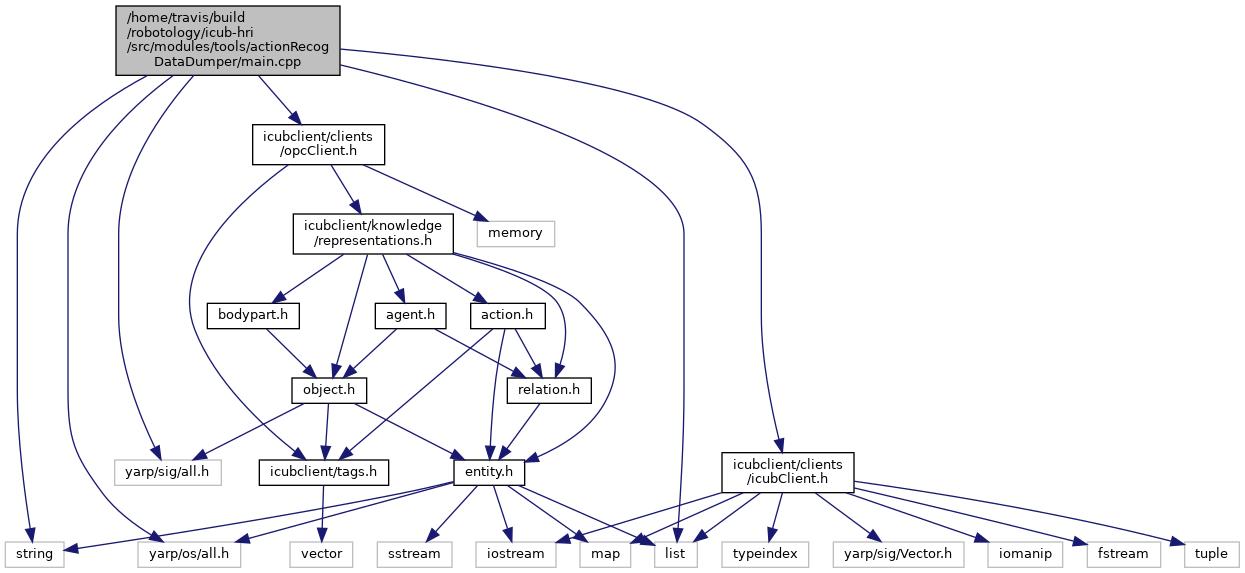 /home/travis/build
/robotology/icub-hri
/src/modules/tools/actionRecog
DataDumper/main.cpp
icubclient/clients
/opcClient.h
icubclient/knowledge
/representations.h
memory
bodypart.h
agent.h
action.h
object.h
relation.h
yarp/sig/all.h
icubclient/tags.h
entity.h
icubclient/clients
/icubClient.h
string
yarp/os/all.h
vector
sstream
iostream
map
list
typeindex
yarp/sig/Vector.h
iomanip
fstream
tuple